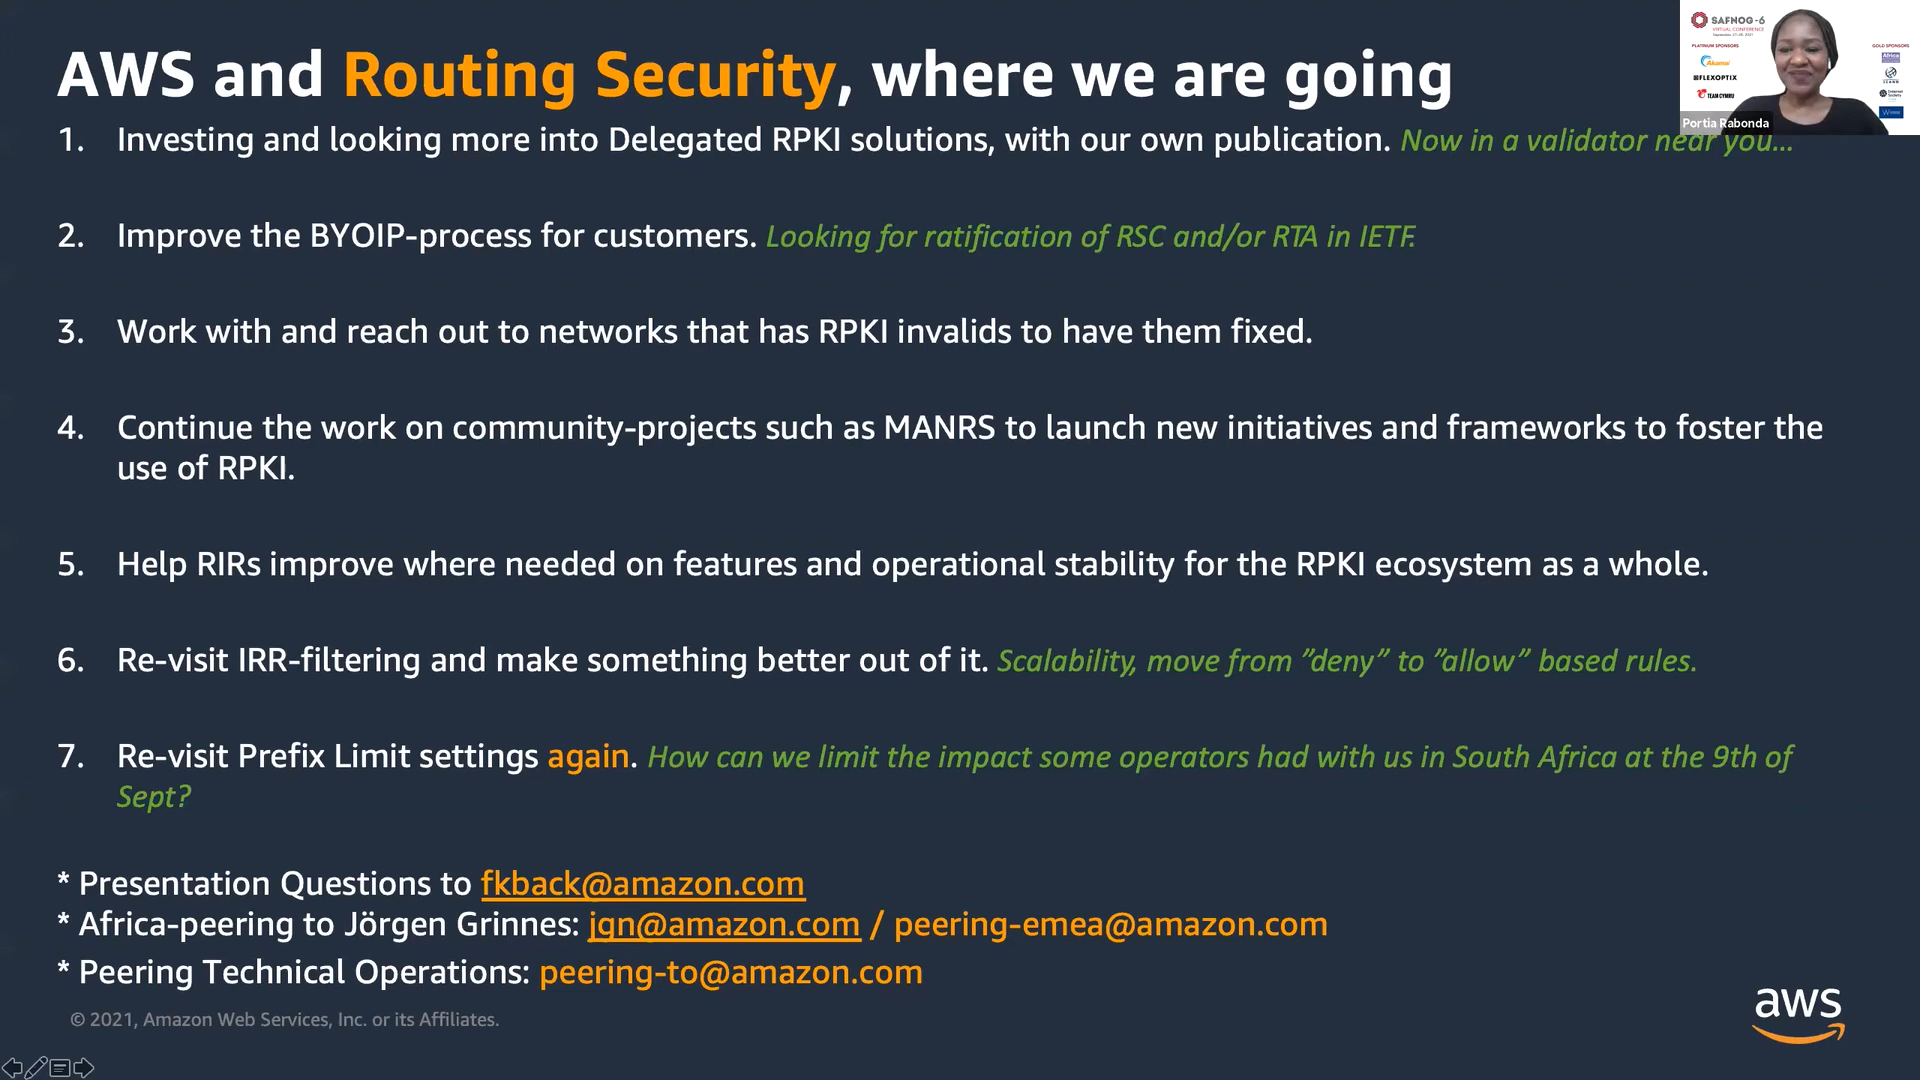 AWS and Routing Security, where we are going
1. Investing and looking more into Delegated RPKI solutions, with our own publication. Now in a validator near you...
2. Improve the BYOIP-process for customers. Looking for ratification of RSC and/or RTA in IETF.
3. Work with and reach out to networks that has RPKI invalids to have them fixed.
4. Continue the work on community-projects such as MANRS to launch new initiatives and frameworks to foster the
use of RPKI.
5. Help RIRs improve where needed on features and operational stability for the RPKI ecosystem as a whole.
6. Re-visit IRR-filtering and make something better out of it. Scalability, move from ”deny” to ”allow” based rules.
7. Re-visit Prefix Limit settings again. How can we limit the impact some operators had with us in South Africa at the 9th of
Sept?
* Presentation Questions to fkback@amazon.com
* Africa-peering to Jörgen Grinnes: jgn@amazon.com / peering-emea@amazon.com
* Peering Technical Operations: peering-to@amazon.com
© 2021, Amazon Web Services, Inc. or its Affiliates.
aws
SAFNOG-6
VIRTUAL CONFERENCE
PLATINUM SPONSORS
GOLD SPONSORS
Akamai
FLEXOPTIX
TEAM CYMRU
Portia Rabonda